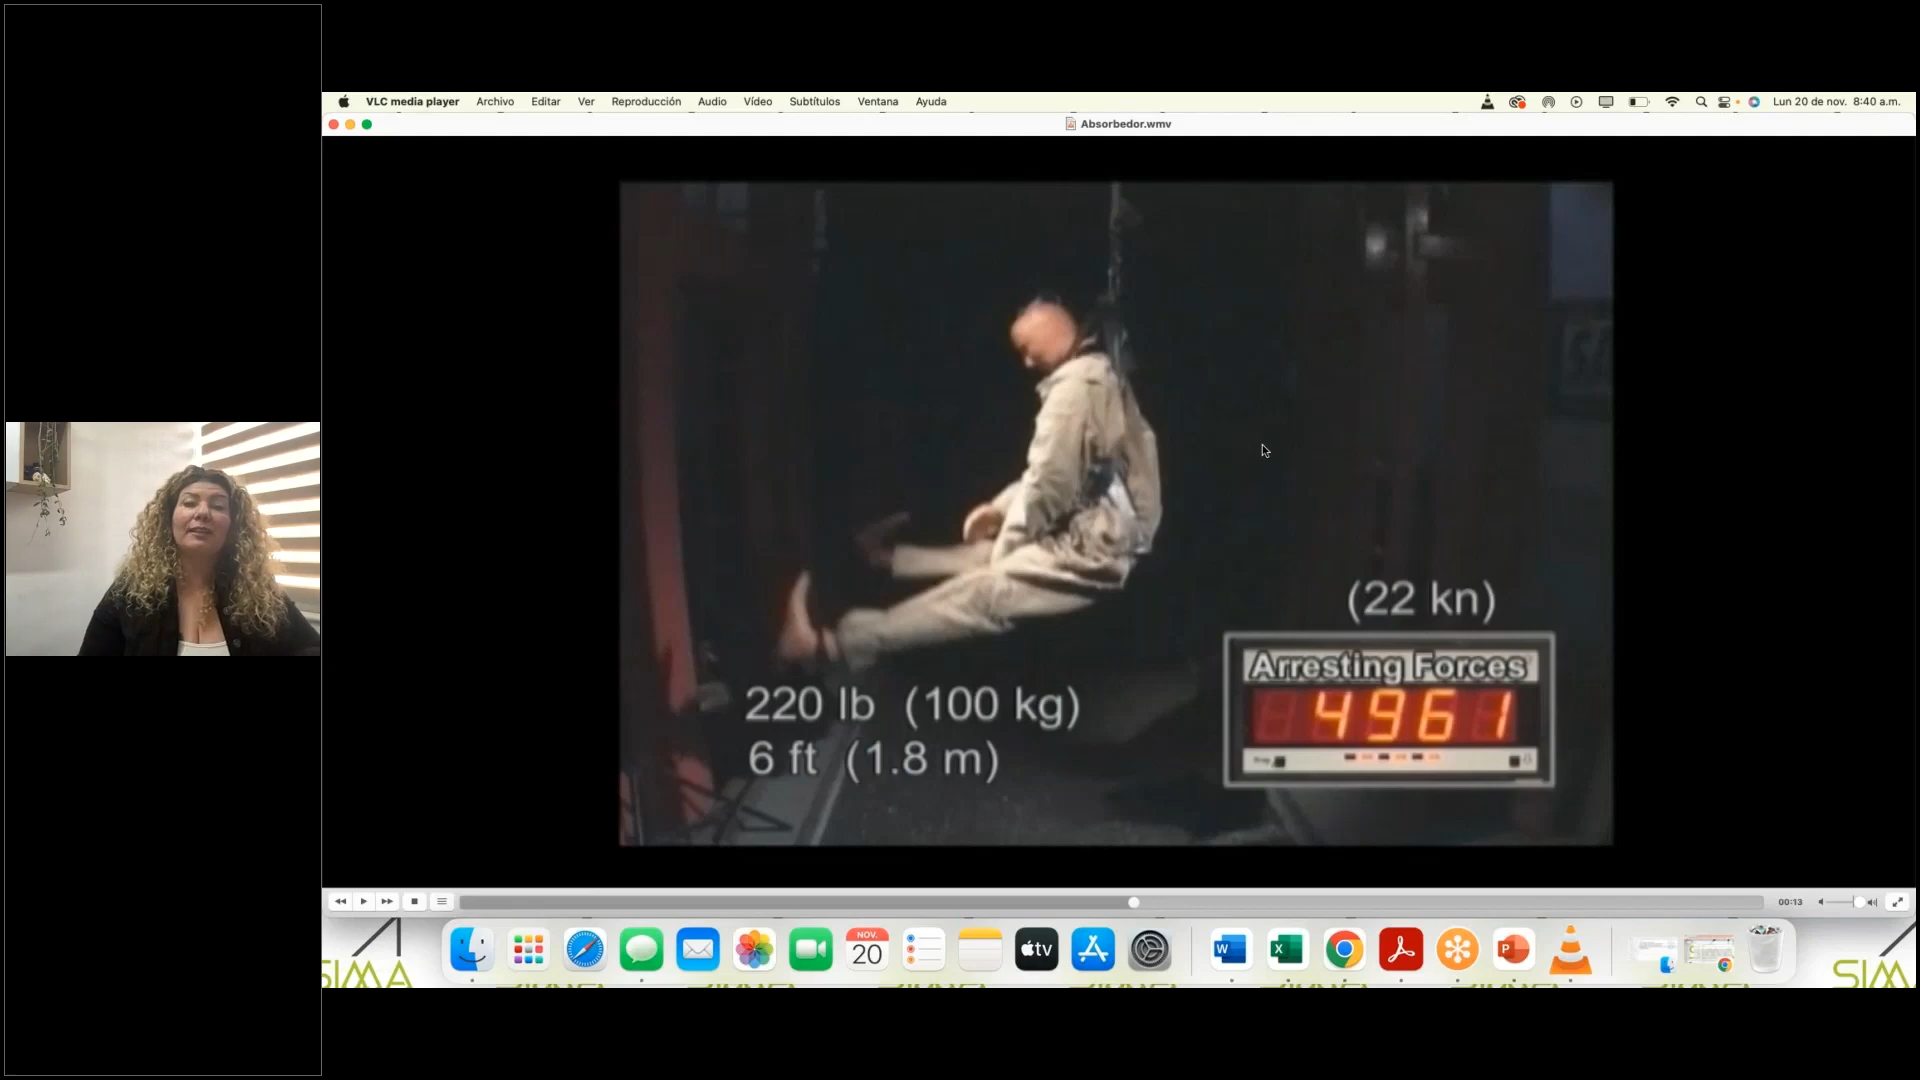 VLC media player Archivo Editar Ver Reproducción Audio Vídeo Subtítulos Ventana Ayuda Lun 20 de nov. 8:40 a.m.
Absorbedor.wmv
(22 kn)
Arresting Forces
4961
220 lb (100 kg)
6 ft (1.8 m)
00:13
NOV.
20
tv
W
X
P
SIMA
SIM